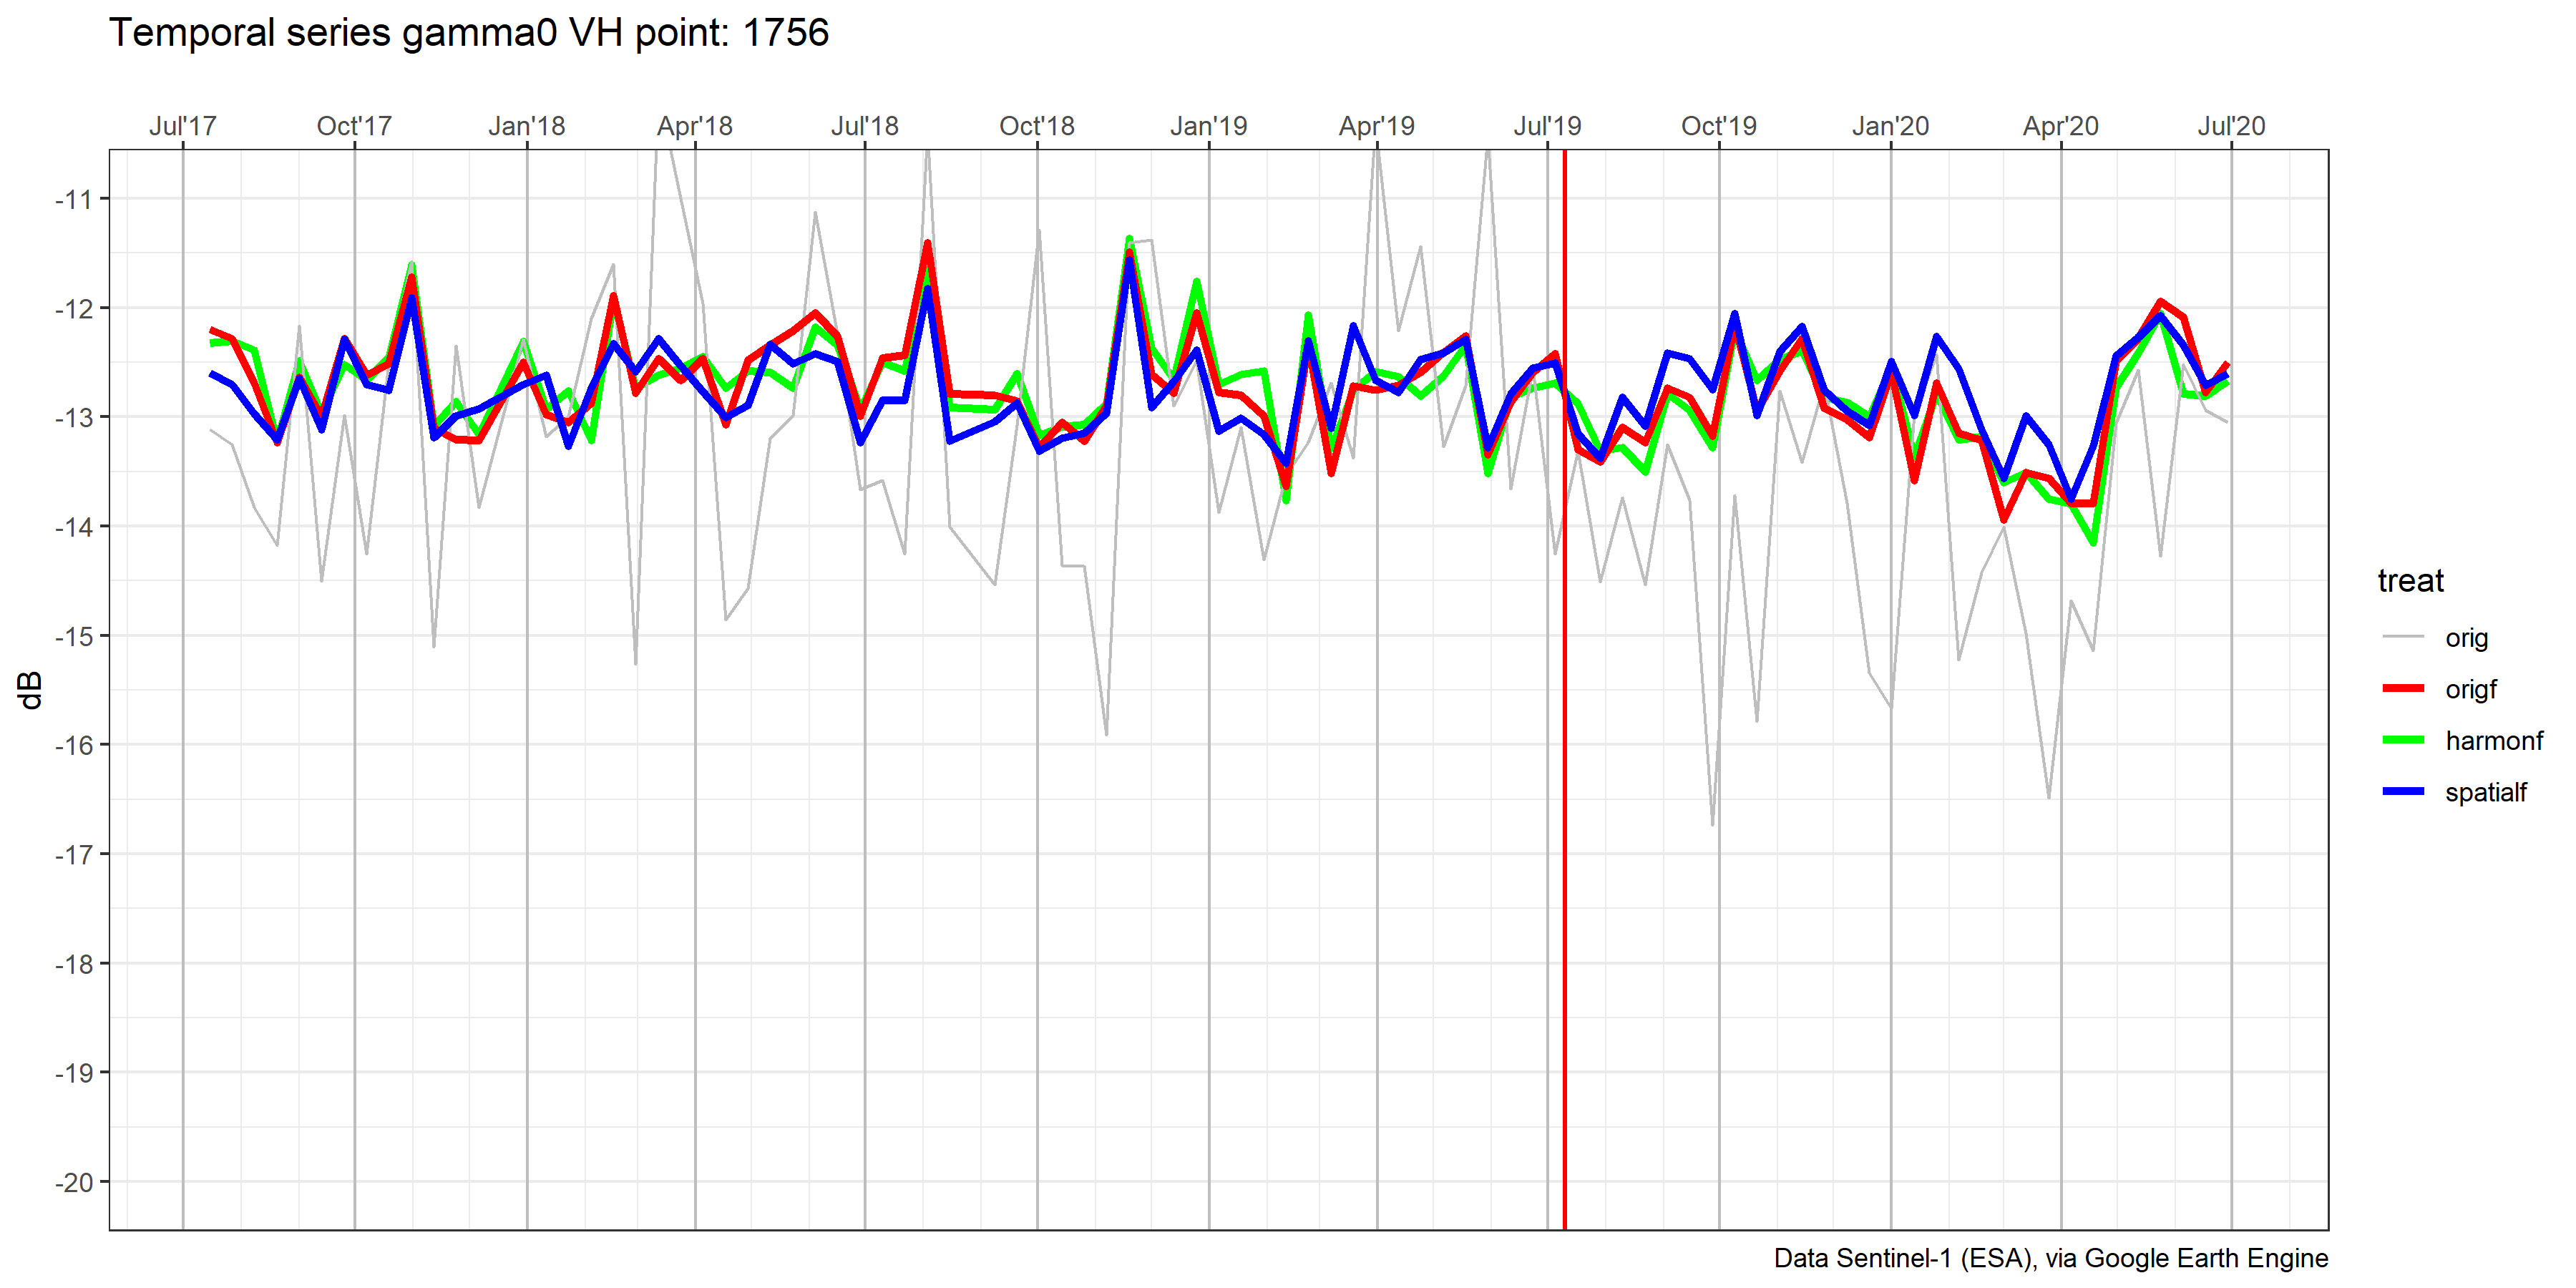 Temporal series gamma0 VH point: 1756
Jul'17 Oct'17 Jan'18 Apr'18 Jul'18 Oct'18 Jan'19 Apr'19 Jul'19 Oct'19 Jan'20 Apr'20 Jul'20
-11
-12
-13
-14
-15
-16
-17
-18
-19
-20
dB
treat
orig
origf
harmonf
spatialf
Data Sentinel-1 (ESA), via Google Earth Engine